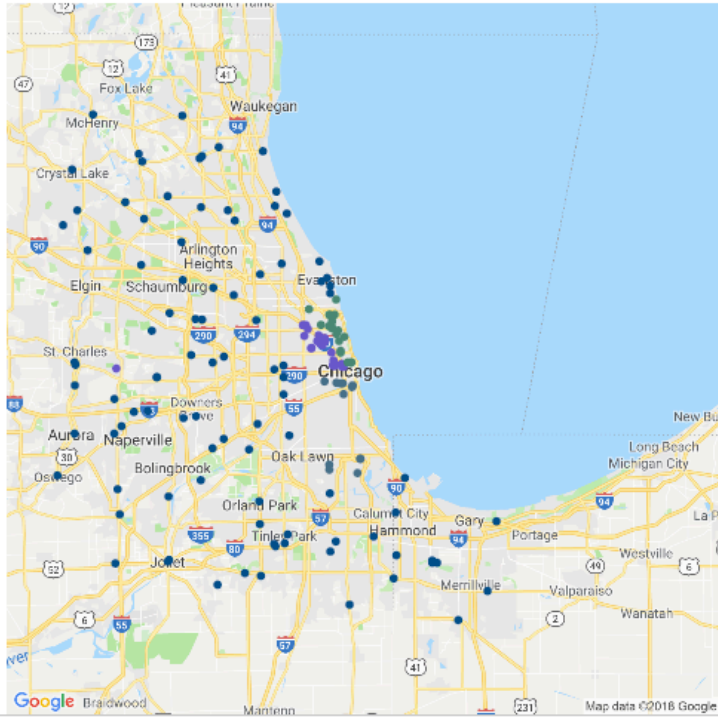 12
Pleasant Prairie
173
12
41
47
Fox Lake
Waukegan
McHenry
94
Crystal Lake
94
90
Arlington
Heights
Elgin
Schaumburg
Evanston
290
294
St. Charles
290
Chicago
88
55
Downers
Grove
New Bu
Aurora
Naperville
Long Beach
30
Oak Lawn
Michigan City
Bolingbrook
Oswego
90
94
Orland Park
57
Calumet City
Gary
La P
Hammond
355
Tinley Park
94
Portage
80
Westville
52
Joliet
49
6
Merrillville
Valparaiso
6
55
2
Wanatah
57
ver
41
Google
Braidwood
Manteno
231
Map data ©2018 Google